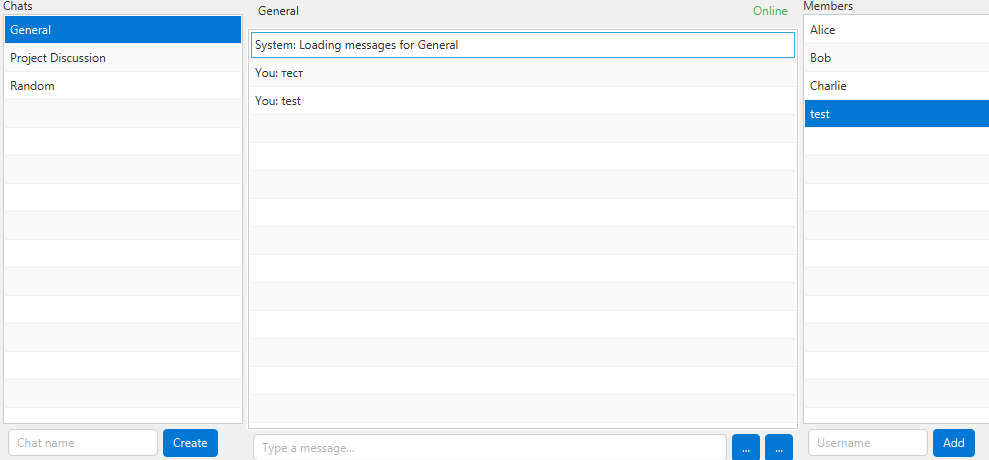 Chats
General
Project Discussion
Random
Chat name
Create
General
Online
System: Loading messages for General
You: тест
You: test
Type a message...
...
...
Members
Alice
Bob
Charlie
test
Username
Add